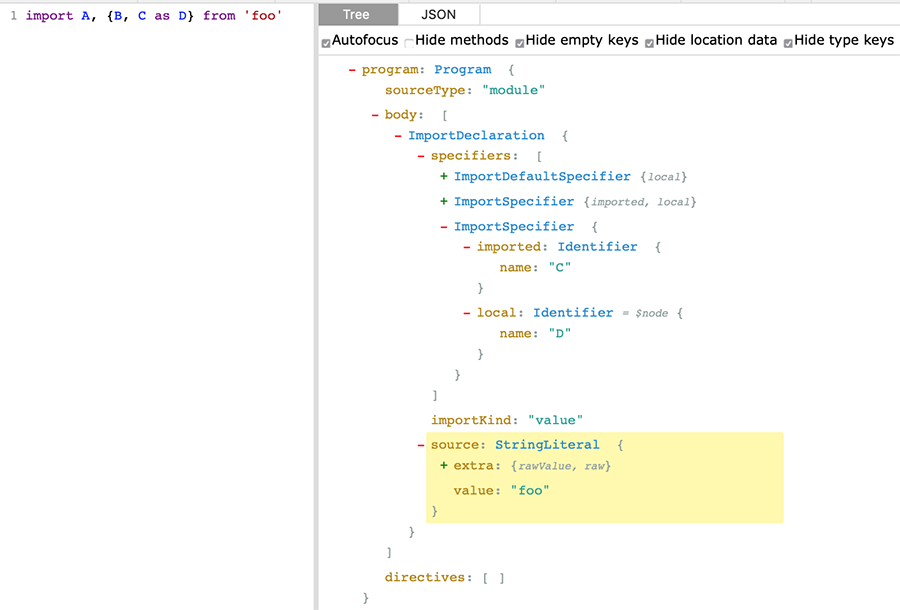 1 import A, {B, C as D} from 'foo'
Tree JSON
Autofocus Hide methods Hide empty keys Hide location data Hide type keys
- program: Program {
sourceType: "module"
- body: [
- ImportDeclaration {
- specifiers: [
+ ImportDefaultSpecifier {local}
+ ImportSpecifier {imported, local}
- ImportSpecifier {
- imported: Identifier {
name: "C"
}
- local: Identifier = $node {
name: "D"
}
}
]
importKind: "value"
- source: StringLiteral {
+ extra: {rawValue, raw}
value: "foo"
}
}
]
directives: [ ]
}